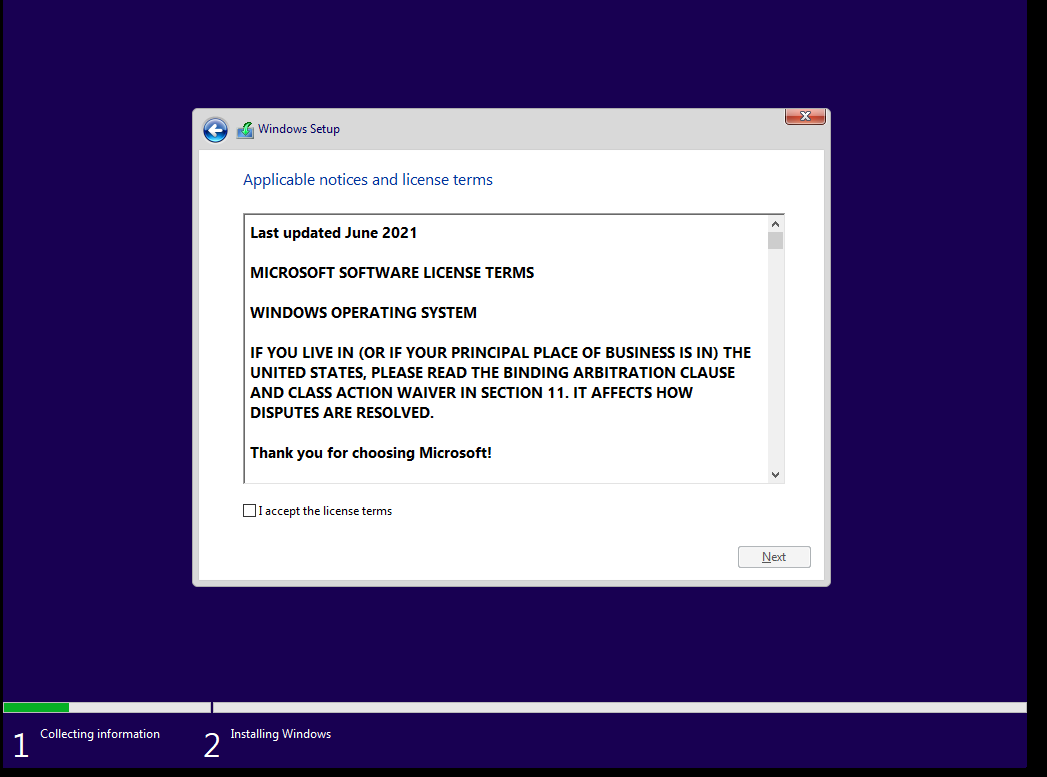 Windows Setup
Applicable notices and license terms
Last updated June 2021
MICROSOFT SOFTWARE LICENSE TERMS
WINDOWS OPERATING SYSTEM
IF YOU LIVE IN (OR IF YOUR PRINCIPAL PLACE OF BUSINESS IS IN) THE
UNITED STATES, PLEASE READ THE BINDING ARBITRATION CLAUSE
AND CLASS ACTION WAIVER IN SECTION 11. IT AFFECTS HOW
DISPUTES ARE RESOLVED.
Thank you for choosing Microsoft!
I accept the license terms
Next
1 Collecting information
2 Installing Windows